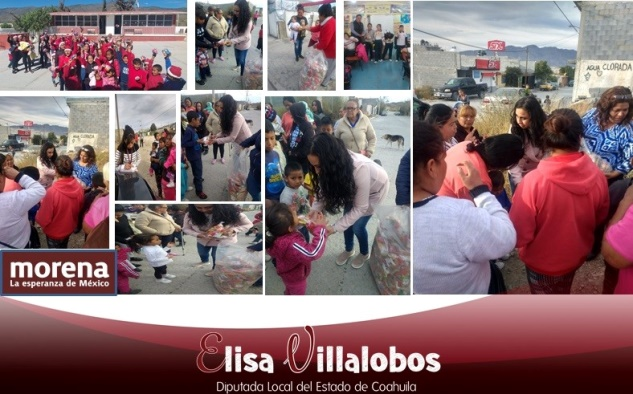 AGUA CLORADA
morena
La esperanza de México
Elisa Villalobos
Diputada Local del Estado de Coahuila